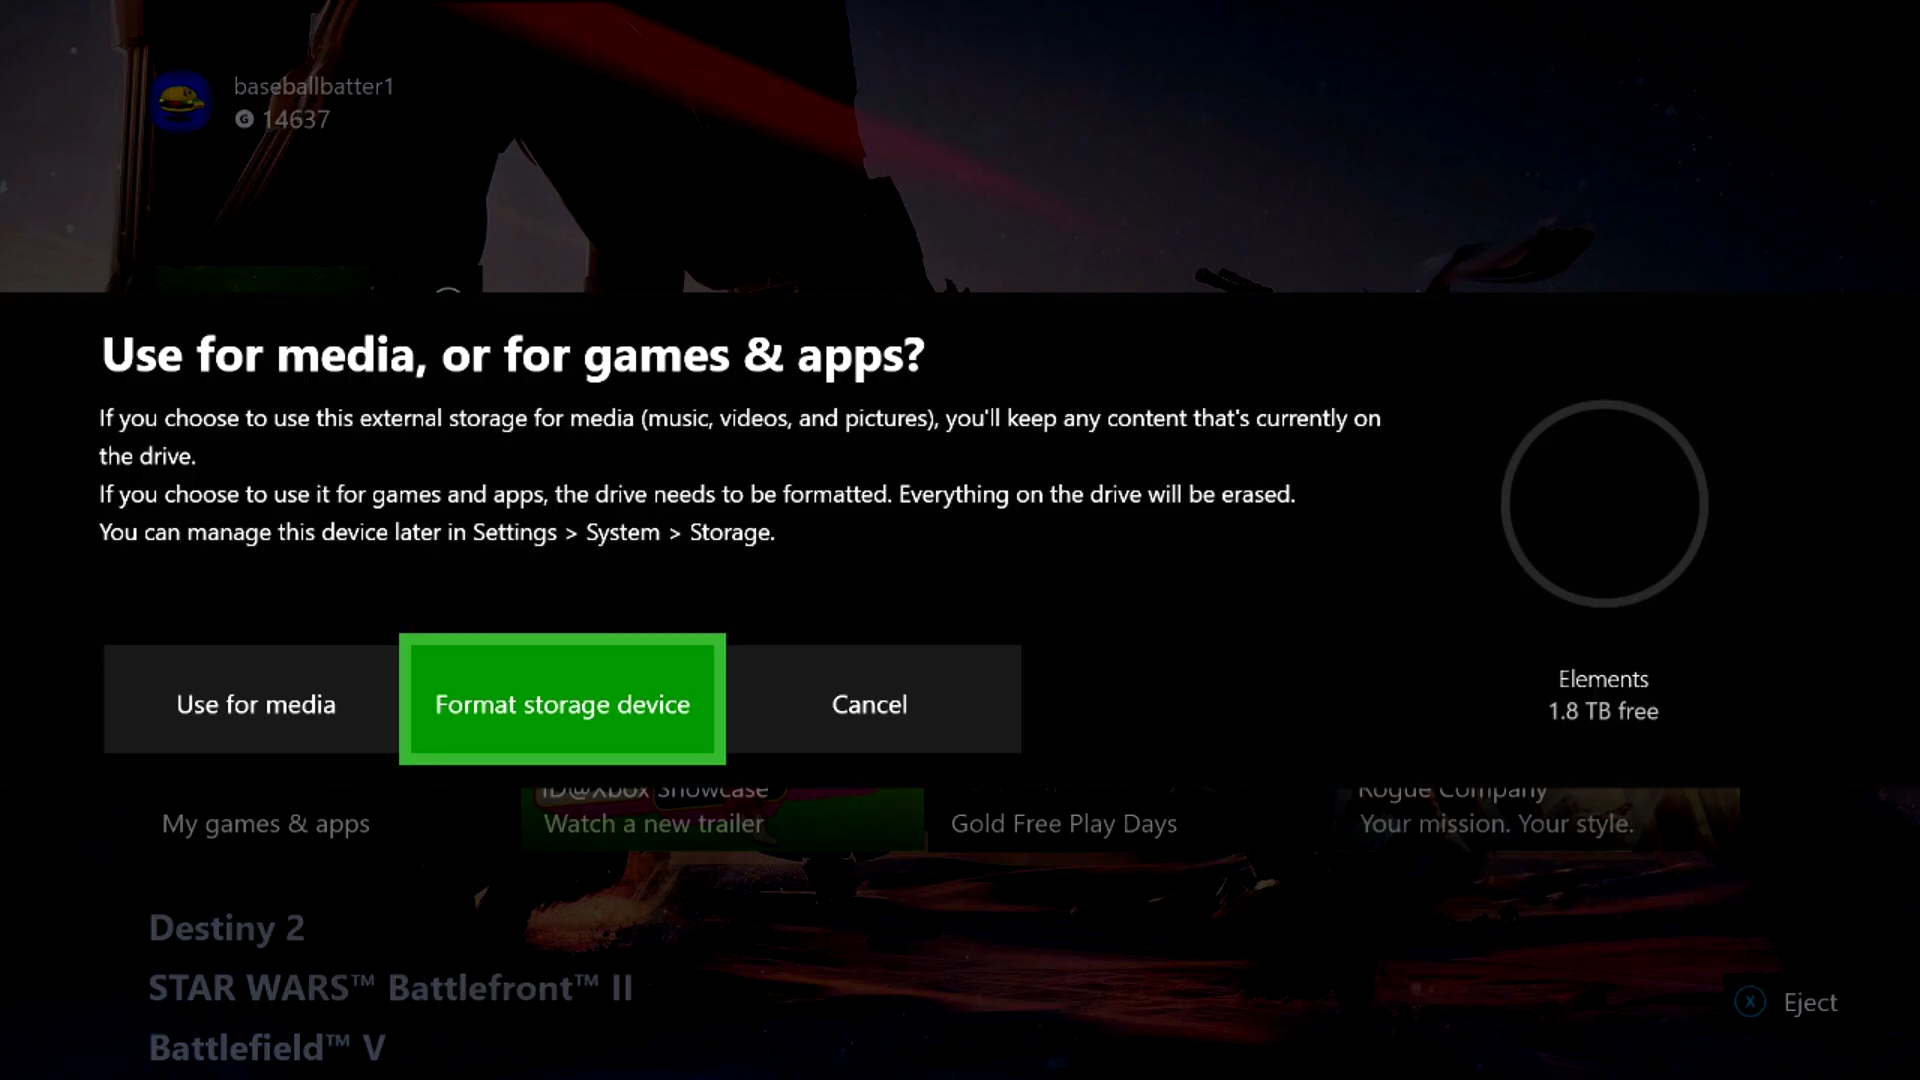 baseballbatter1
G 14637
Use for media, or for games & apps?
If you choose to use this external storage for media (music, videos, and pictures), you'll keep any content that's currently on
the drive.
If you choose to use it for games and apps, the drive needs to be formatted. Everything on the drive will be erased.
You can manage this device later in Settings > System > Storage.
Use for media
Format storage device
Cancel
Elements
1.8 TB free
My games & apps
ID@Xbox Showcase
Watch a new trailer
Gold Free Play Days
Rogue Company
Your mission. Your style.
Destiny 2
STAR WARS™ Battlefront™ II
Battlefield™ V
X Eject